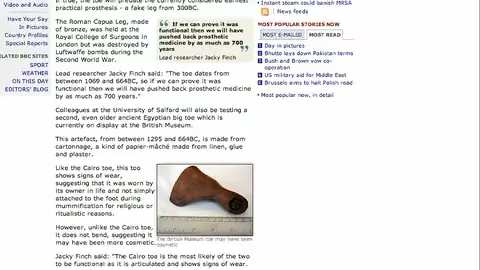 Video and Audio
Have Your Say
In Pictures
Country Profiles
Special Reports
RELATED BBC SITES
SPORT
WEATHER
ON THIS DAY
EDITORS' BLOG
If true, the toe will predate the currently considered earliest
practical prosthesis - a fake leg from 300BC.
The Roman Capua Leg, made
of bronze, was held at the
Royal College of Surgeons in
London but was destroyed by
Luftwaffe bombs during the
Second World War.
“ If we can prove it was
functional then we will
have pushed back prosthetic
medicine by as much as 700
years ”
Lead researcher Jacky Finch
Lead researcher Jacky Finch said: "The toe dates from
between 1069 and 664BC, so if we can prove it was
functional then we will have pushed back prosthetic medicine
by as much as 700 years."
Colleagues at the University of Salford will also be testing a
second, even older ancient Egyptian big toe which is
currently on display at the British Museum.
This artefact, from between 1295 and 664BC, is made from
cartonnage, a kind of papier-mâché made from linen, glue
and plaster.
Like the Cairo toe, this too
shows signs of wear,
suggesting that it was worn by
its owner in life and not simply
attached to the foot during
mummification for religious or
ritualistic reasons.
However, unlike the Cairo toe,
it does not bend, suggesting it
may have been more cosmetic.
The British Museum toe may have been
cosmetic
Jacky Finch said: "The Cairo toe is the most likely of the two
to be functional as it is articulated and shows signs of wear.
Instant steam could banish MRSA
News feeds
MOST POPULAR STORIES NOW
MOST E-MAILED
MOST READ
1 Day in pictures
2 Bhutto lays down Pakistan terms
3 Bush and Brown vow co-operation
4 US military aid for Middle East
5 Brussels aims to halt Polish road
Most popular now, in detail